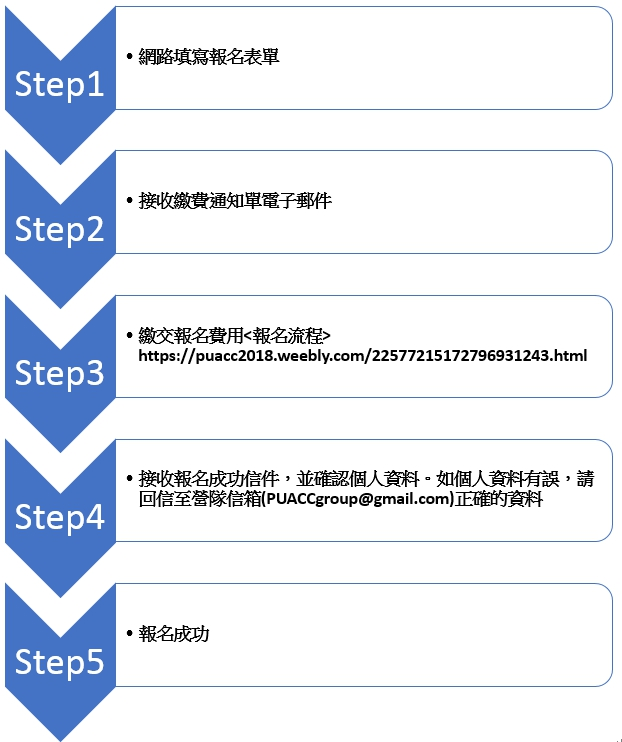 Step1
• 網路填寫報名表單
Step2
• 接收繳費通知單電子郵件
Step3
• 繳交報名費用<報名流程>
https://puacc2018.weebly.com/22577215172796931243.html
Step4
• 接收報名成功信件，並確認個人資料。如個人資料有誤，請
回信至營隊信箱(PUACCgroup@gmail.com)正確的資料
Step5
• 報名成功